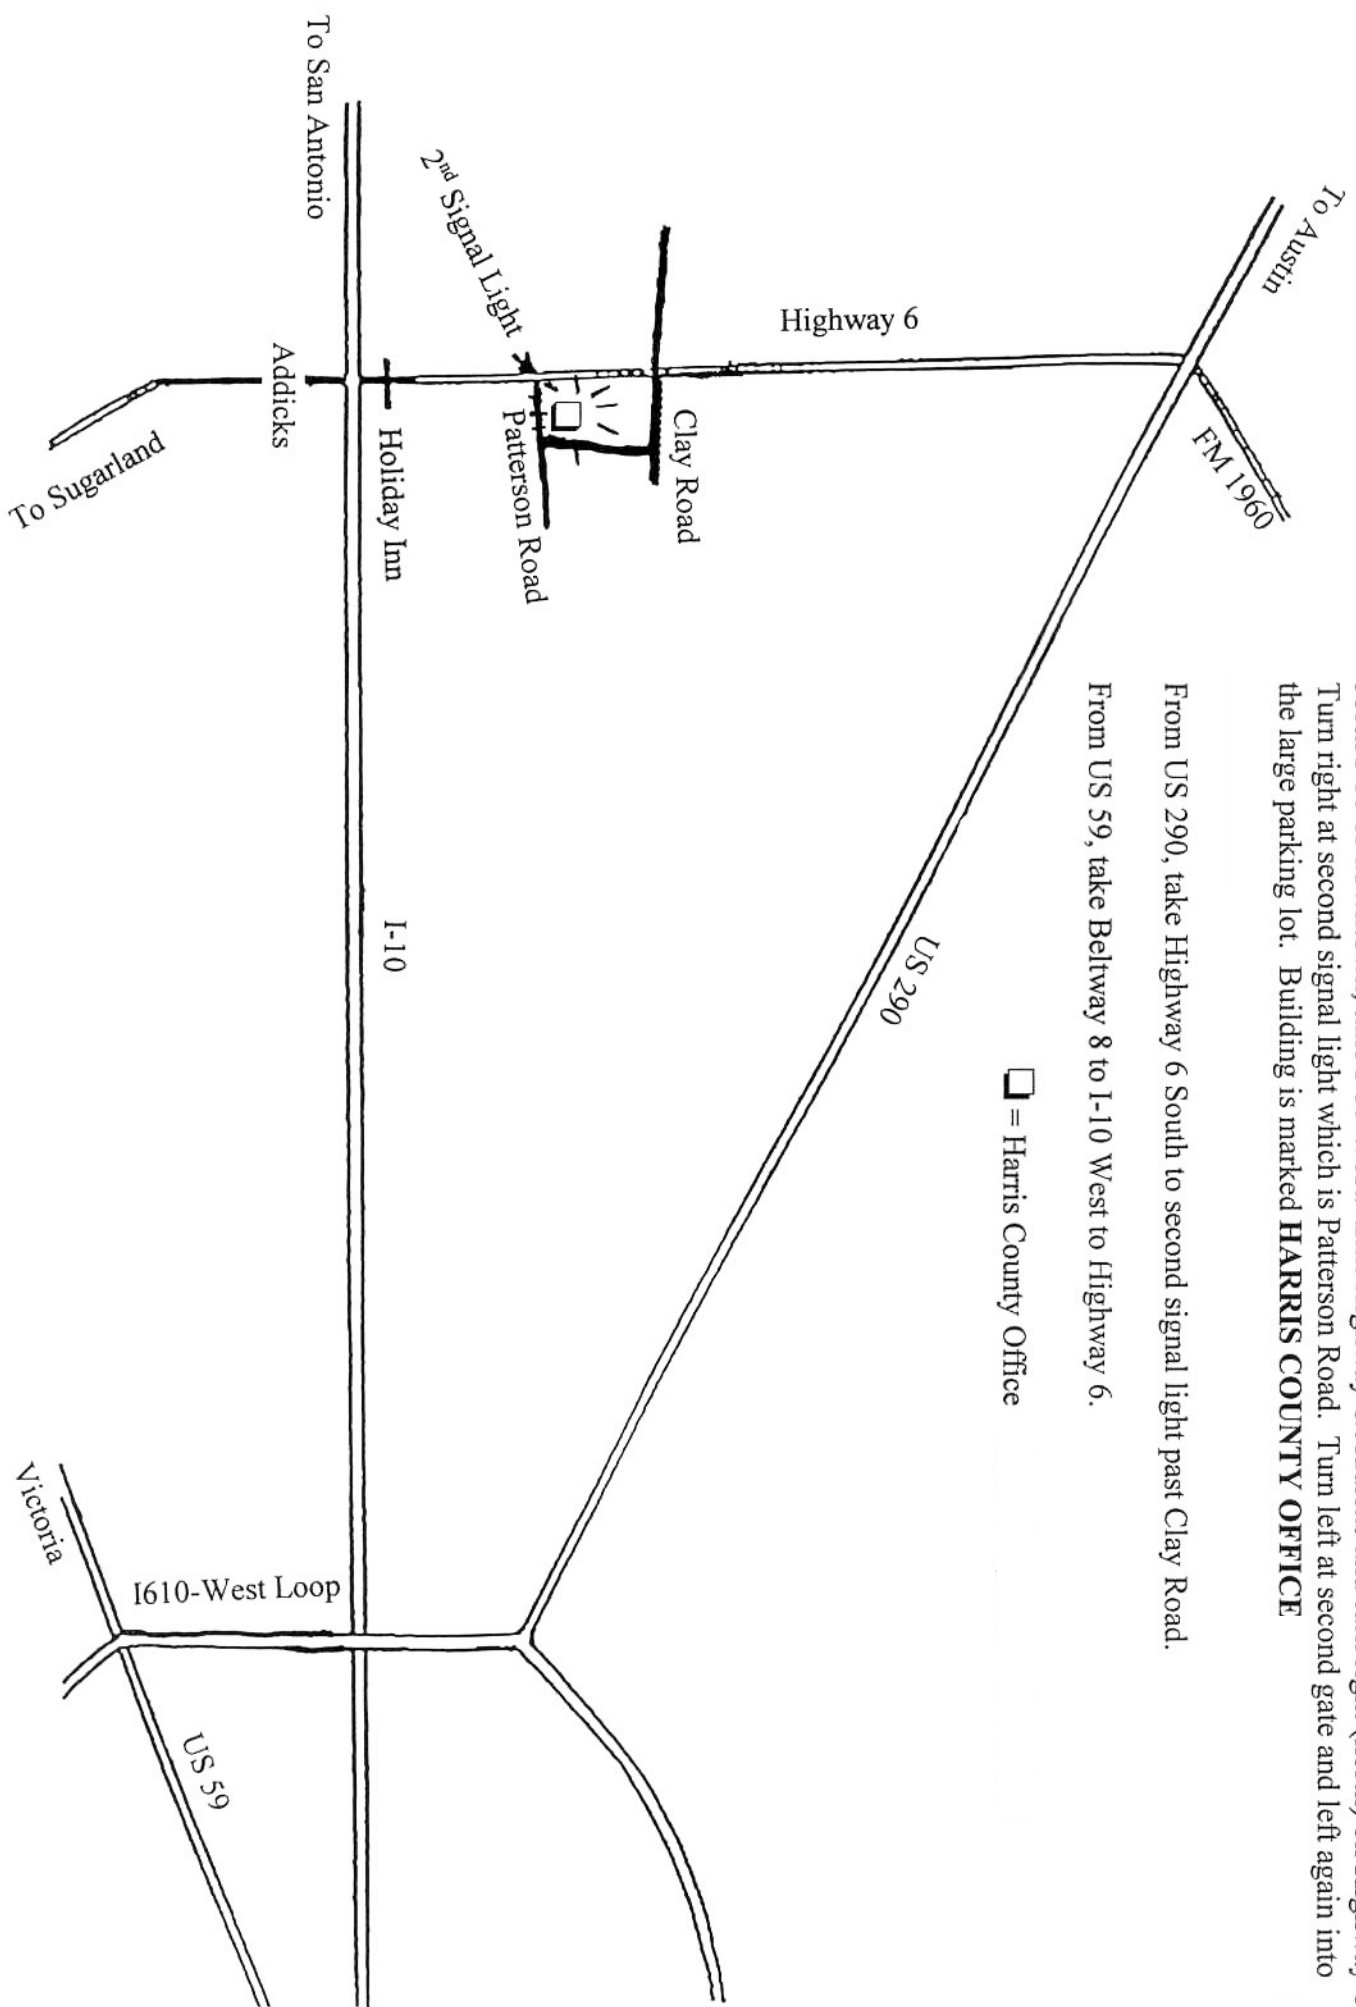 Turn right at second signal light which is Patterson Road. Turn left at second gate and left again into
the large parking lot. Building is marked HARRIS COUNTY OFFICE
From US 290, take Highway 6 South to second signal light past Clay Road.
From US 59, take Beltway 8 to I-10 West to Highway 6.
= Harris County Office
To Austin
FM 1960
US 290
Highway 6
Clay Road
2nd Signal Light
Patterson Road
Holiday Inn
I-10
To San Antonio
Addicks
To Sugarland
I610-West Loop
US 59
Victoria